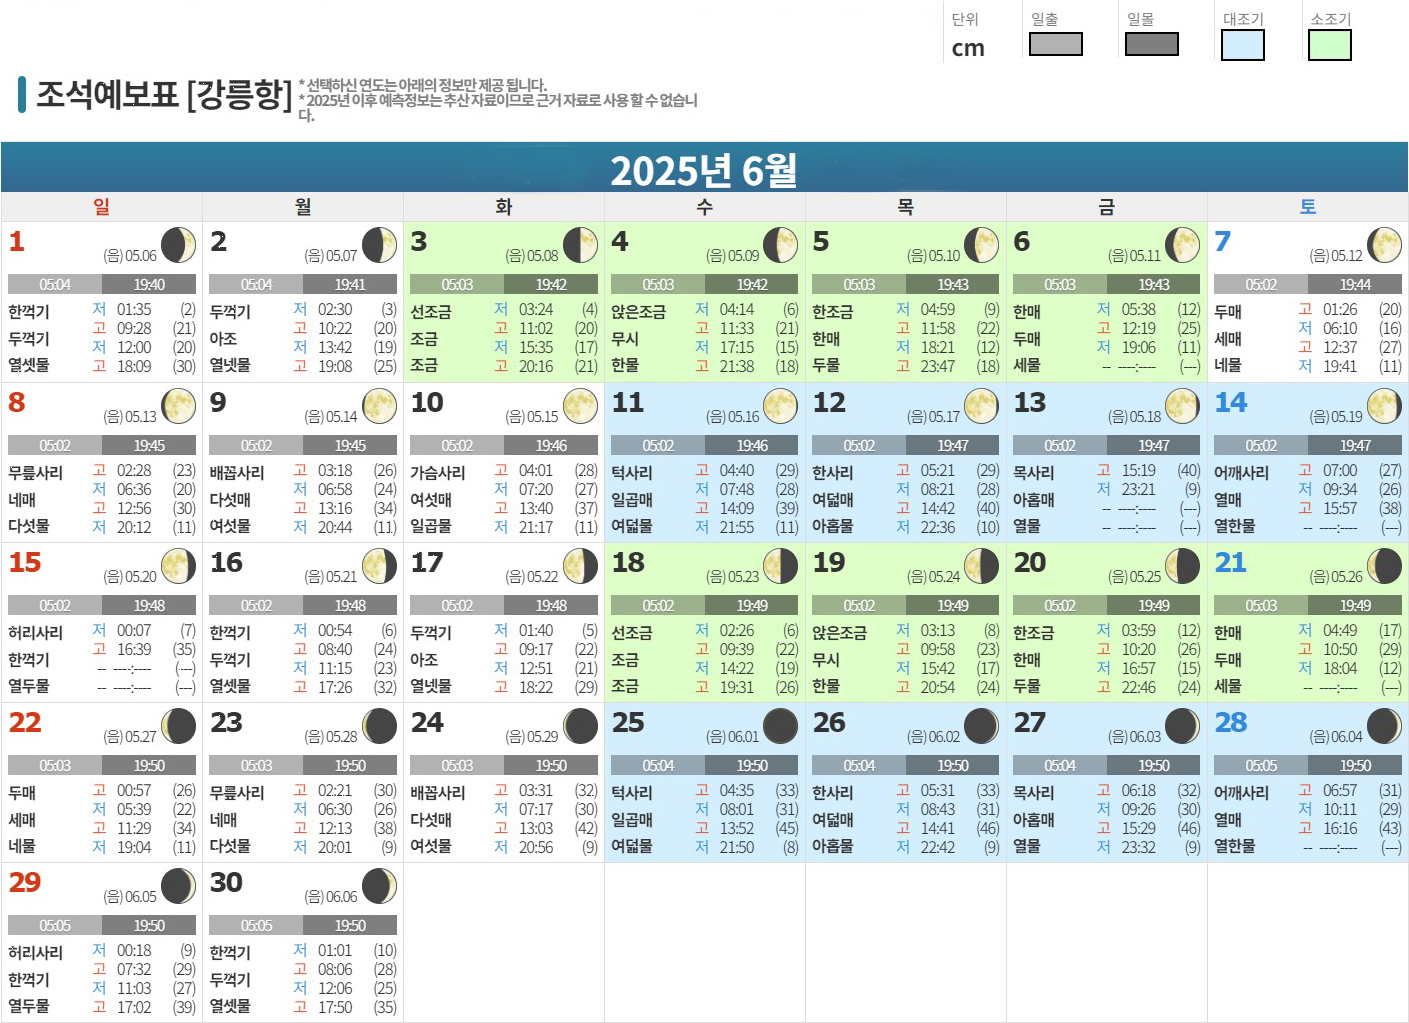 단위 일출 일몰 대조기 소조기
cm
조석예보표 [강릉항]
* 선택하신 연도는 아래의 정보만 제공 됩니다.
* 2025년 이후 예측정보는 추산 자료이므로 근거 자료로 사용 할 수 없습니
다.
2025년 6월
일 월 화 수 목 금 토
1 (음) 05.06
05:04 19:40
한꺽기
두꺽기
열셋물
저 01:35 (2)
고 09:28 (21)
저 12:00 (20)
고 18:09 (30)
2 (음) 05.07
05:04 19:41
두꺽기
아조
열넷물
저 02:30 (3)
고 10:22 (20)
저 13:42 (19)
고 19:08 (25)
3 (음) 05.08
05:03 19:42
선조금
조금
조금
저 03:24 (4)
고 11:02 (20)
저 15:35 (17)
고 20:16 (21)
4 (음) 05.09
05:03 19:42
앉은조금
무시
한물
저 04:14 (6)
고 11:33 (21)
저 17:15 (15)
고 21:38 (18)
5 (음) 05.10
05:03 19:43
한조금
한매
두물
저 04:59 (9)
고 11:58 (22)
저 18:21 (12)
고 23:47 (18)
6 (음) 05.11
05:03 19:43
한매
두매
세물
저 05:38 (12)
고 12:19 (25)
저 19:06 (11)
-- ----:---- (---)
7 (음) 05.12
05:02 19:44
두매
세매
네물
고 01:26 (20)
저 06:10 (16)
고 12:37 (27)
저 19:41 (11)
8 (음) 05.13
05:02 19:45
무릎사리
네매
다섯물
고 02:28 (23)
저 06:36 (20)
고 12:56 (30)
저 20:12 (11)
9 (음) 05.14
05:02 19:45
배꼽사리
다섯매
여섯물
고 03:18 (26)
저 06:58 (24)
고 13:16 (34)
저 20:44 (11)
10 (음) 05.15
05:02 19:46
가슴사리
여섯매
일곱물
고 04:01 (28)
저 07:20 (27)
고 13:40 (37)
저 21:17 (11)
11 (음) 05.16
05:02 19:46
턱사리
일곱매
여덟물
고 04:40 (29)
저 07:48 (28)
고 14:09 (39)
저 21:55 (11)
12 (음) 05.17
05:02 19:47
한사리
여덟매
아홉물
고 05:21 (29)
저 08:21 (28)
고 14:42 (40)
저 22:36 (10)
13 (음) 05.18
05:02 19:47
목사리
아홉매
열물
고 15:19 (40)
저 23:21 (9)
-- ----:---- (---)
-- ----:---- (---)
14 (음) 05.19
05:02 19:47
어깨사리
열매
열한물
고 07:00 (27)
저 09:34 (26)
고 15:57 (38)
-- ----:---- (---)
15 (음) 05.20
05:02 19:48
허리사리
한꺽기
열두물
저 00:07 (7)
고 16:39 (35)
-- ----:---- (---)
-- ----:---- (---)
16 (음) 05.21
05:02 19:48
한꺽기
두꺽기
열셋물
저 00:54 (6)
고 08:40 (24)
저 11:15 (23)
고 17:26 (32)
17 (음) 05.22
05:02 19:48
두꺽기
아조
열넷물
저 01:40 (5)
고 09:17 (22)
저 12:51 (21)
고 18:22 (29)
18 (음) 05.23
05:02 19:49
선조금
조금
조금
저 02:26 (6)
고 09:39 (22)
저 14:22 (19)
고 19:31 (26)
19 (음) 05.24
05:02 19:49
앉은조금
무시
한물
저 03:13 (8)
고 09:58 (23)
저 15:42 (17)
고 20:54 (24)
20 (음) 05.25
05:02 19:49
한조금
한매
두물
저 03:59 (12)
고 10:20 (26)
저 16:57 (15)
고 22:46 (24)
21 (음) 05.26
05:03 19:49
한매
두매
세물
저 04:49 (17)
고 10:50 (29)
저 18:04 (12)
-- ----:---- (---)
22 (음) 05.27
05:03 19:50
두매
세매
네물
고 00:57 (26)
저 05:39 (22)
고 11:29 (34)
저 19:04 (11)
23 (음) 05.28
05:03 19:50
무릎사리
네매
다섯물
고 02:21 (30)
저 06:30 (26)
고 12:13 (38)
저 20:01 (9)
24 (음) 05.29
05:03 19:50
배꼽사리
다섯매
여섯물
고 03:31 (32)
저 07:17 (30)
고 13:03 (42)
저 20:56 (9)
25 (음) 06.01
05:04 19:50
턱사리
일곱매
여덟물
고 04:35 (33)
저 08:01 (31)
고 13:52 (45)
저 21:50 (8)
26 (음) 06.02
05:04 19:50
한사리
여덟매
아홉물
고 05:31 (33)
저 08:43 (31)
고 14:41 (46)
저 22:42 (9)
27 (음) 06.03
05:04 19:50
목사리
아홉매
열물
고 06:18 (32)
저 09:26 (30)
고 15:29 (46)
저 23:32 (9)
28 (음) 06.04
05:05 19:50
어깨사리
열매
열한물
고 06:57 (31)
저 10:11 (29)
고 16:16 (43)
-- ----:---- (---)
29 (음) 06.05
05:05 19:50
허리사리
한꺽기
열두물
저 00:18 (9)
고 07:32 (29)
저 11:03 (27)
고 17:02 (39)
30 (음) 06.06
05:05 19:50
한꺽기
두꺽기
열셋물
저 01:01 (10)
고 08:06 (28)
저 12:06 (25)
고 17:50 (35)